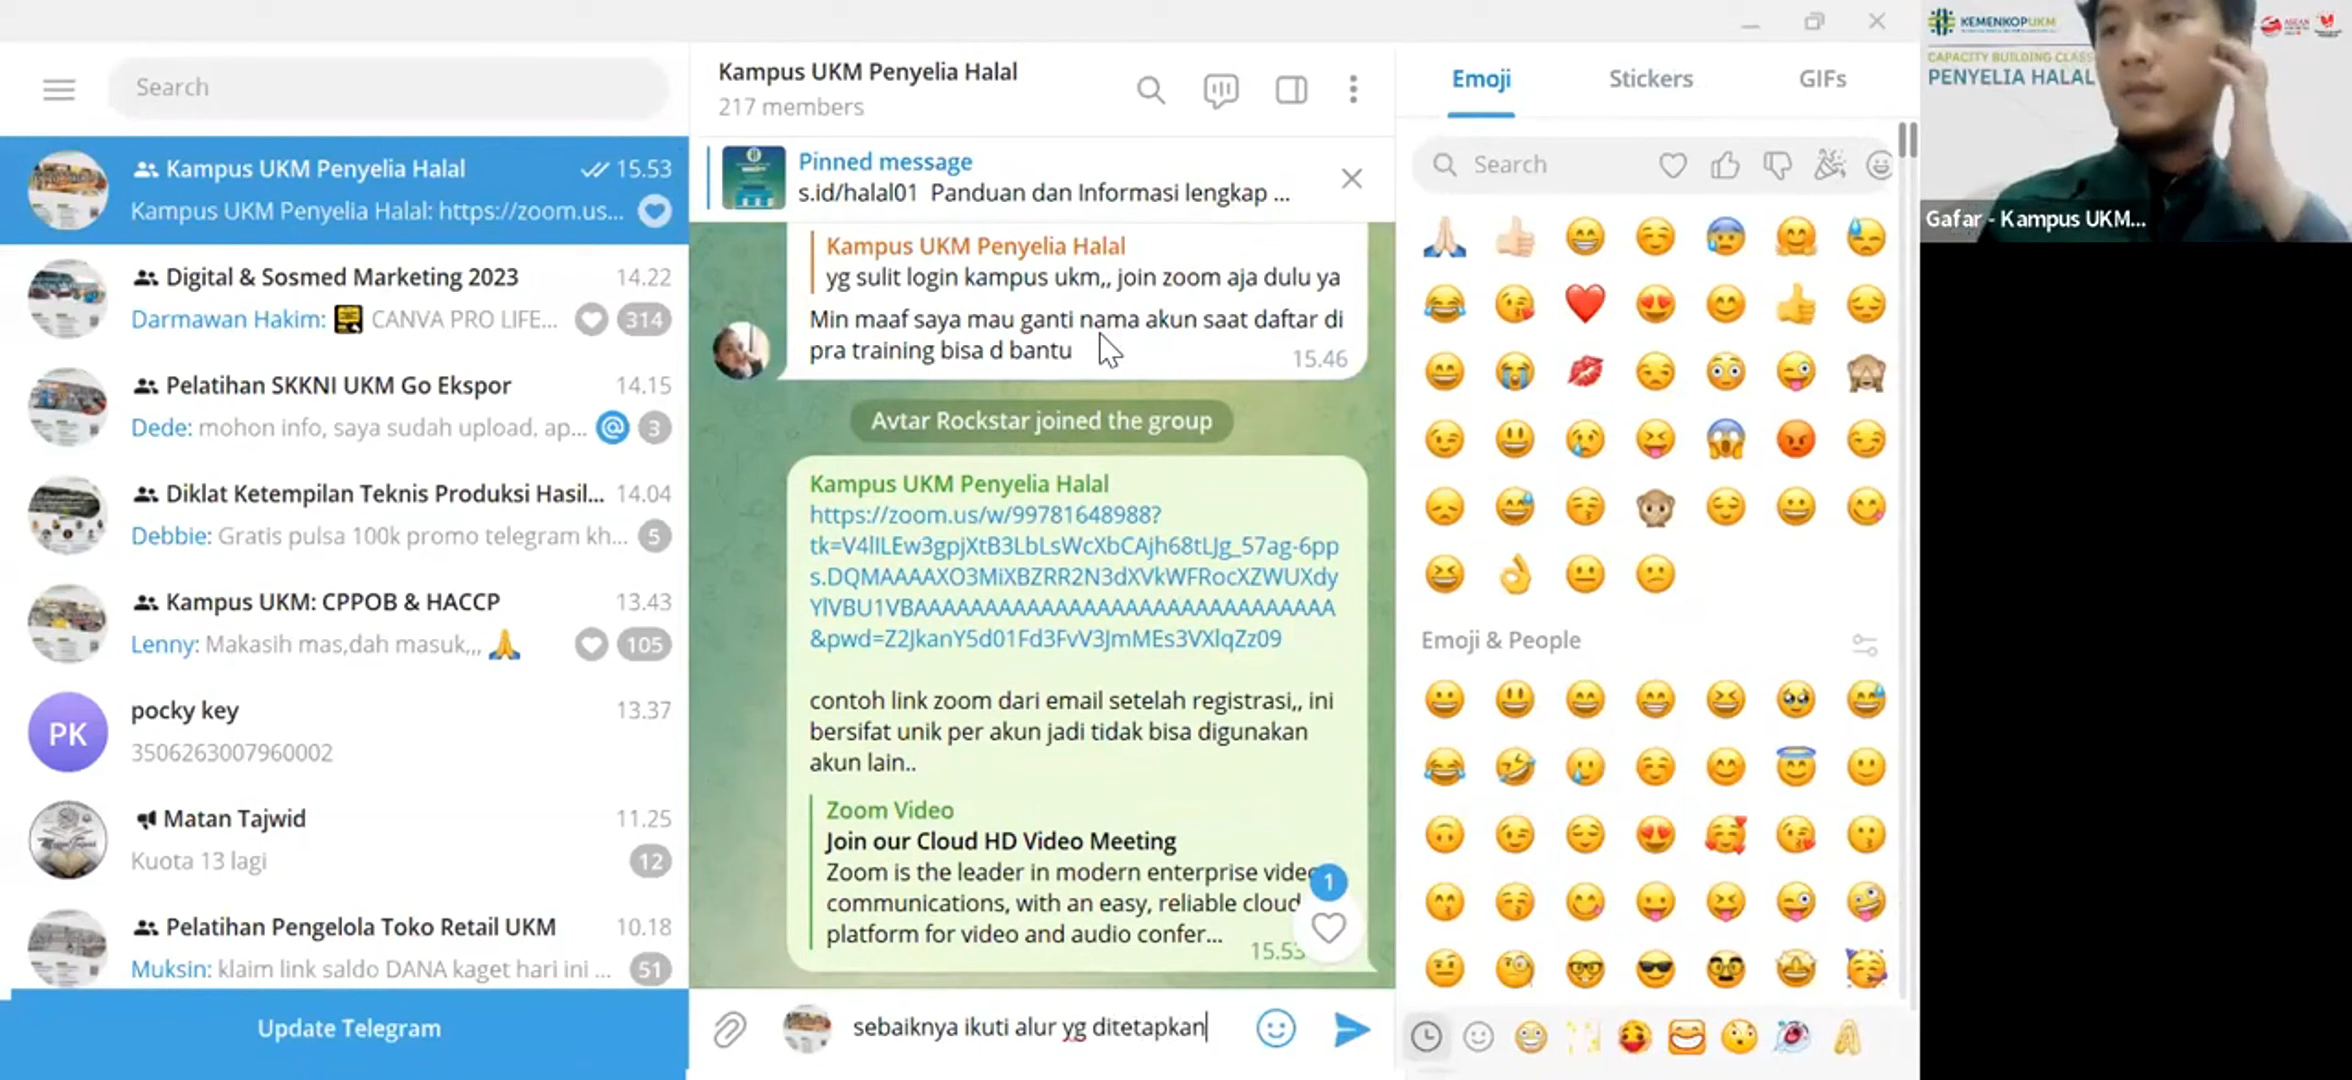 Search
Kampus UKM Penyelia Halal
15.53
Kampus UKM Penyelia Halal: https://zoom.us...
Digital & Sosmed Marketing 2023
14.22
Darmawan Hakim: CANVA PRO LIFE...
314
Pelatihan SKKNI UKM Go Ekspor
14.15
Dede: mohon info, saya sudah upload, ap...
@ 3
Diklat Ketempilan Teknis Produksi Hasil...
14.04
Debbie: Gratis pulsa 100k promo telegram kh...
5
Kampus UKM: CPPOB & HACCP
13.43
Lenny: Makasih mas,dah masuk,,, 🙏
105
PK
pocky key
13.37
3506263007960002
Matan Tajwid
11.25
Kuota 13 lagi
12
Pelatihan Pengelola Toko Retail UKM
10.18
Muksin: klaim link saldo DANA kaget hari ini ...
51
Update Telegram
Kampus UKM Penyelia Halal
217 members
Pinned message
s.id/halal01 Panduan dan Informasi lengkap ...
Kampus UKM Penyelia Halal
yg sulit login kampus ukm,, join zoom aja dulu ya
Min maaf saya mau ganti nama akun saat daftar di
pra training bisa d bantu
15.46
Avtar Rockstar joined the group
Kampus UKM Penyelia Halal
https://zoom.us/w/99781648988?
tk=V4lILEw3gpjXtB3LbLsWcXbCAjh68tLJg_57ag-6pp
s.DQMAAAAXO3MiXBZRR2N3dXVkWFRocXZWUXdy
YlVBU1VBAAAAAAAAAAAAAAAAAAAAAAAAAAAAAA
&pwd=Z2JkanY5d01Fd3FvV3JmMEs3VXlqZz09
contoh link zoom dari email setelah registrasi,, ini
bersifat unik per akun jadi tidak bisa digunakan
akun lain..
Zoom Video
Join our Cloud HD Video Meeting
Zoom is the leader in modern enterprise video
communications, with an easy, reliable cloud
platform for video and audio confer...
15.53
1
sebaiknya ikuti alur yg ditetapkan
Emoji
Stickers
GIFs
Search
Emoji & People
KEMENKOPUKM
CAPACITY BUILDING CLASS
PENYELIA HALAL
Gafar - Kampus UKM...